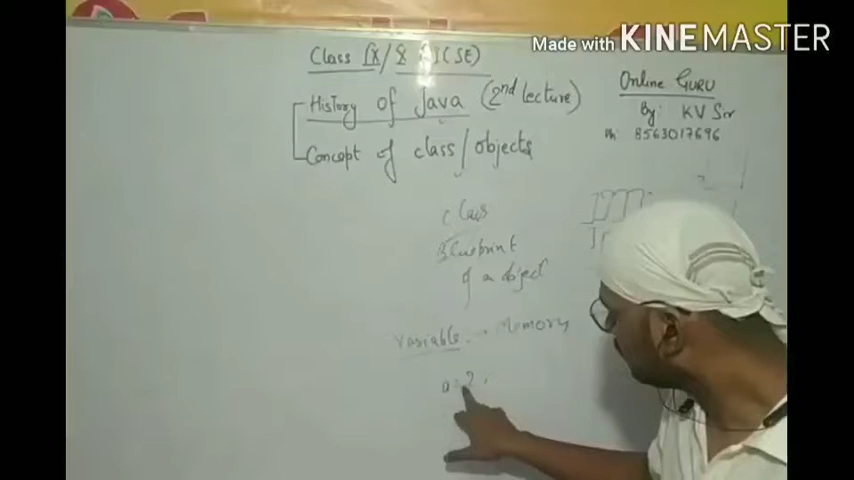 Made with KINEMASTER
Class IX/X (ICSE)
History of Java (2nd lecture)
Concept of class/objects
Online GURU
By: KV Sir
Ph: 8563017696
Class
Blueprint
of a object
Variable → Memory
a = 2,